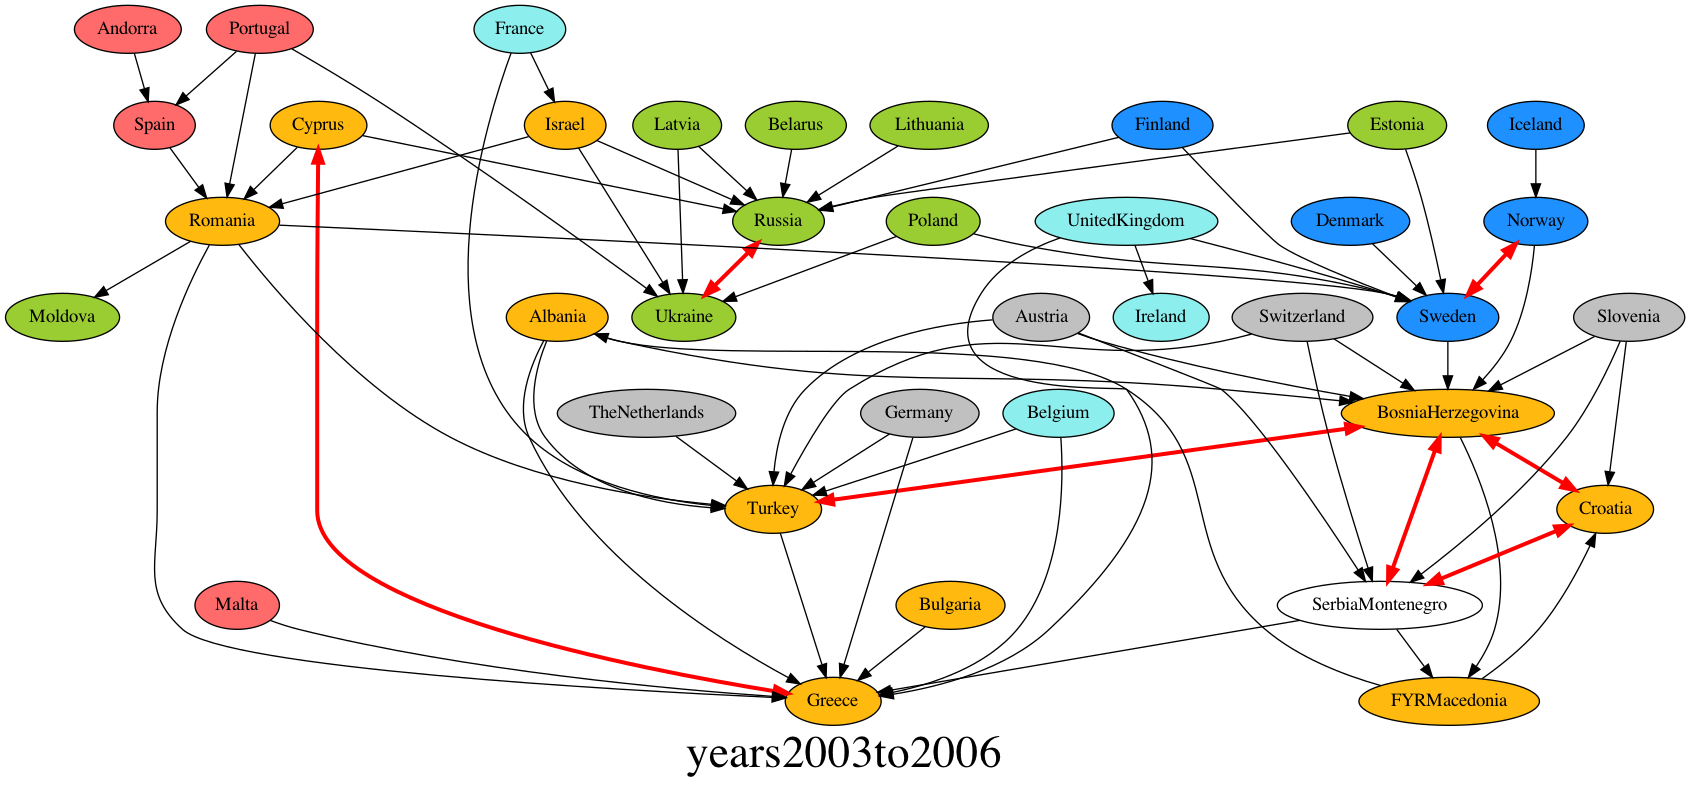 Andorra
Portugal
France
Spain
Cyprus
Israel
Latvia
Belarus
Lithuania
Finland
Estonia
Iceland
Romania
Russia
Poland
UnitedKingdom
Denmark
Norway
Moldova
Albania
Ukraine
Austria
Ireland
Switzerland
Sweden
Slovenia
TheNetherlands
Germany
Belgium
BosniaHerzegovina
Turkey
Croatia
Malta
Bulgaria
SerbiaMontenegro
Greece
FYRMacedonia
years2003to2006